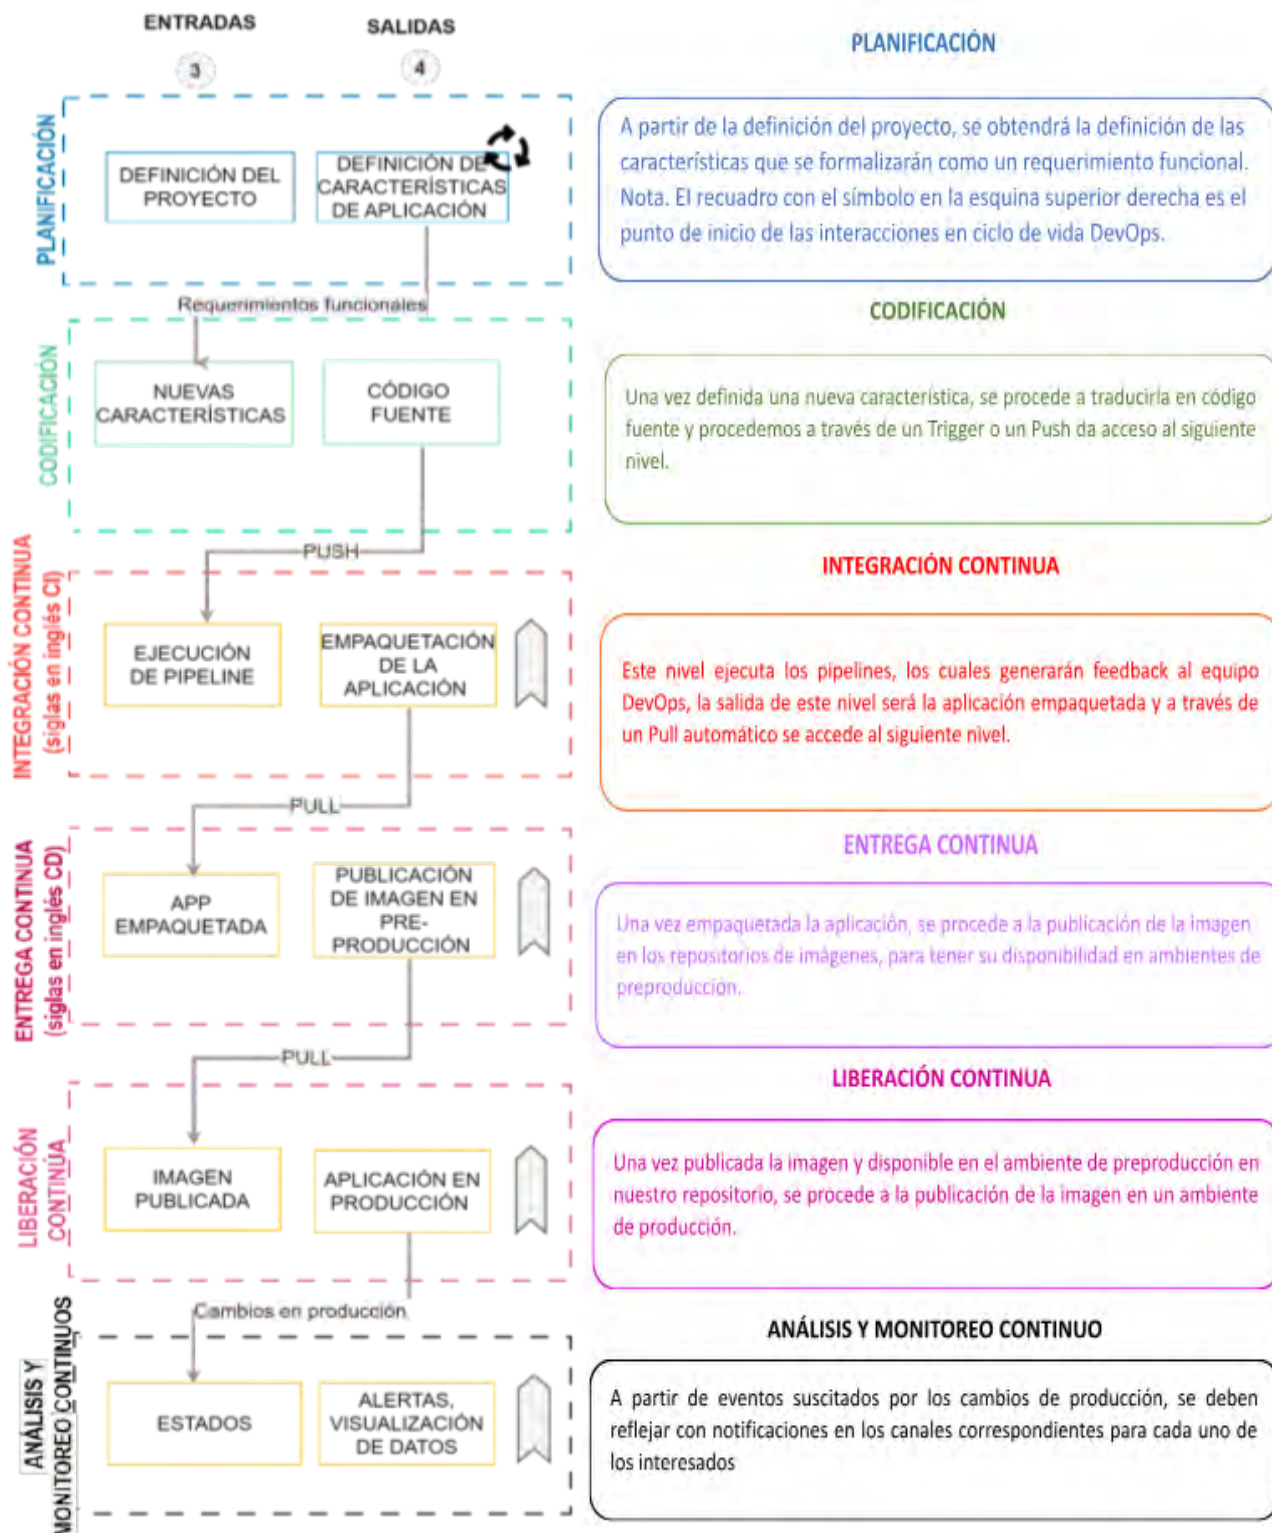 ENTRADAS
SALIDAS
3
4
PLANIFICACIÓN
DEFINICIÓN DEL
PROYECTO
DEFINICIÓN DE
CARACTERÍSTICAS
DE APLICACIÓN
PLANIFICACIÓN
A partir de la definición del proyecto, se obtendrá la definición de las
características que se formalizarán como un requerimiento funcional.
Nota. El recuadro con el símbolo en la esquina superior derecha es el
punto de inicio de las interacciones en ciclo de vida DevOps.
Requerimientos funcionales
CODIFICACIÓN
NUEVAS
CARACTERÍSTICAS
CÓDIGO
FUENTE
CODIFICACIÓN
Una vez definida una nueva característica, se procede a traducirla en código
fuente y procedemos a través de un Trigger o un Push da acceso al siguiente
nivel.
PUSH
INTEGRACIÓN CONTINUA
(siglas en inglés CI)
EJECUCIÓN
DE PIPELINE
EMPAQUETACIÓN
DE LA
APLICACIÓN
INTEGRACIÓN CONTINUA
Este nivel ejecuta los pipelines, los cuales generarán feedback al equipo
DevOps, la salida de este nivel será la aplicación empaquetada y a través de
un Pull automático se accede al siguiente nivel.
PULL
ENTREGA CONTINUA
(siglas en inglés CD)
APP
EMPAQUETADA
PUBLICACIÓN
DE IMAGEN EN
PRE-
PRODUCCIÓN
ENTREGA CONTINUA
Una vez empaquetada la aplicación, se procede a la publicación de la imagen
en los repositorios de imágenes, para tener su disponibilidad en ambientes de
preproducción.
PULL
LIBERACIÓN
CONTINÚA
IMAGEN
PUBLICADA
APLICACIÓN EN
PRODUCCIÓN
LIBERACIÓN CONTINUA
Una vez publicada la imagen y disponible en el ambiente de preproducción en
nuestro repositorio, se procede a la publicación de la imagen en un ambiente
de producción.
Cambios en producción
ANÁLISIS Y
MONITOREO CONTINUOS
ESTADOS
ALERTAS,
VISUALIZACIÓN
DE DATOS
ANÁLISIS Y MONITOREO CONTINUO
A partir de eventos suscitados por los cambios de producción, se deben
reflejar con notificaciones en los canales correspondientes para cada uno de
los interesados